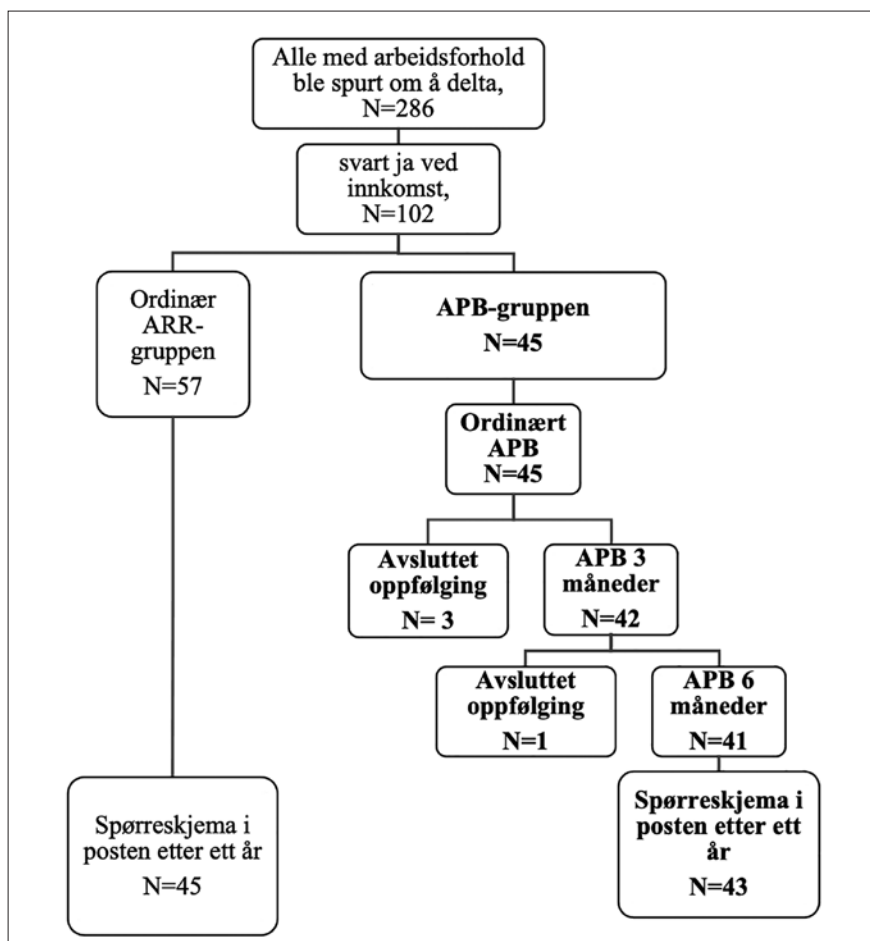 Alle med arbeidsforhold
ble spurt om å delta,
N=286
svart ja ved
innkomst,
N=102
Ordinær
ARR-
gruppen
N=57
APB-gruppen
N=45
Ordinært
APB
N=45
Avsluttet
oppfølging
N= 3
APB 3
måneder
N=42
Avsluttet
oppfølging
N=1
APB 6
måneder
N=41
Spørreskjema i
posten etter ett år
N=45
Spørreskjema i
posten etter ett
år
N=43